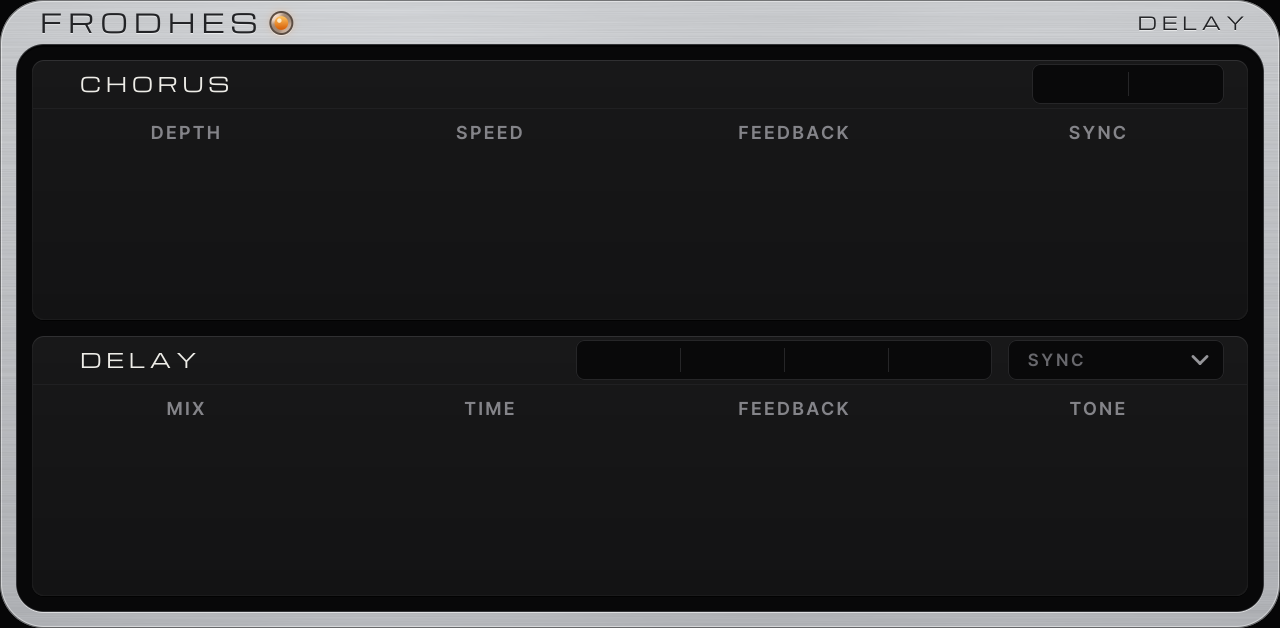 FRODHES DELAY
CHORUS
DEPTH SPEED FEEDBACK SYNC
DELAY SYNC
MIX TIME FEEDBACK TONE